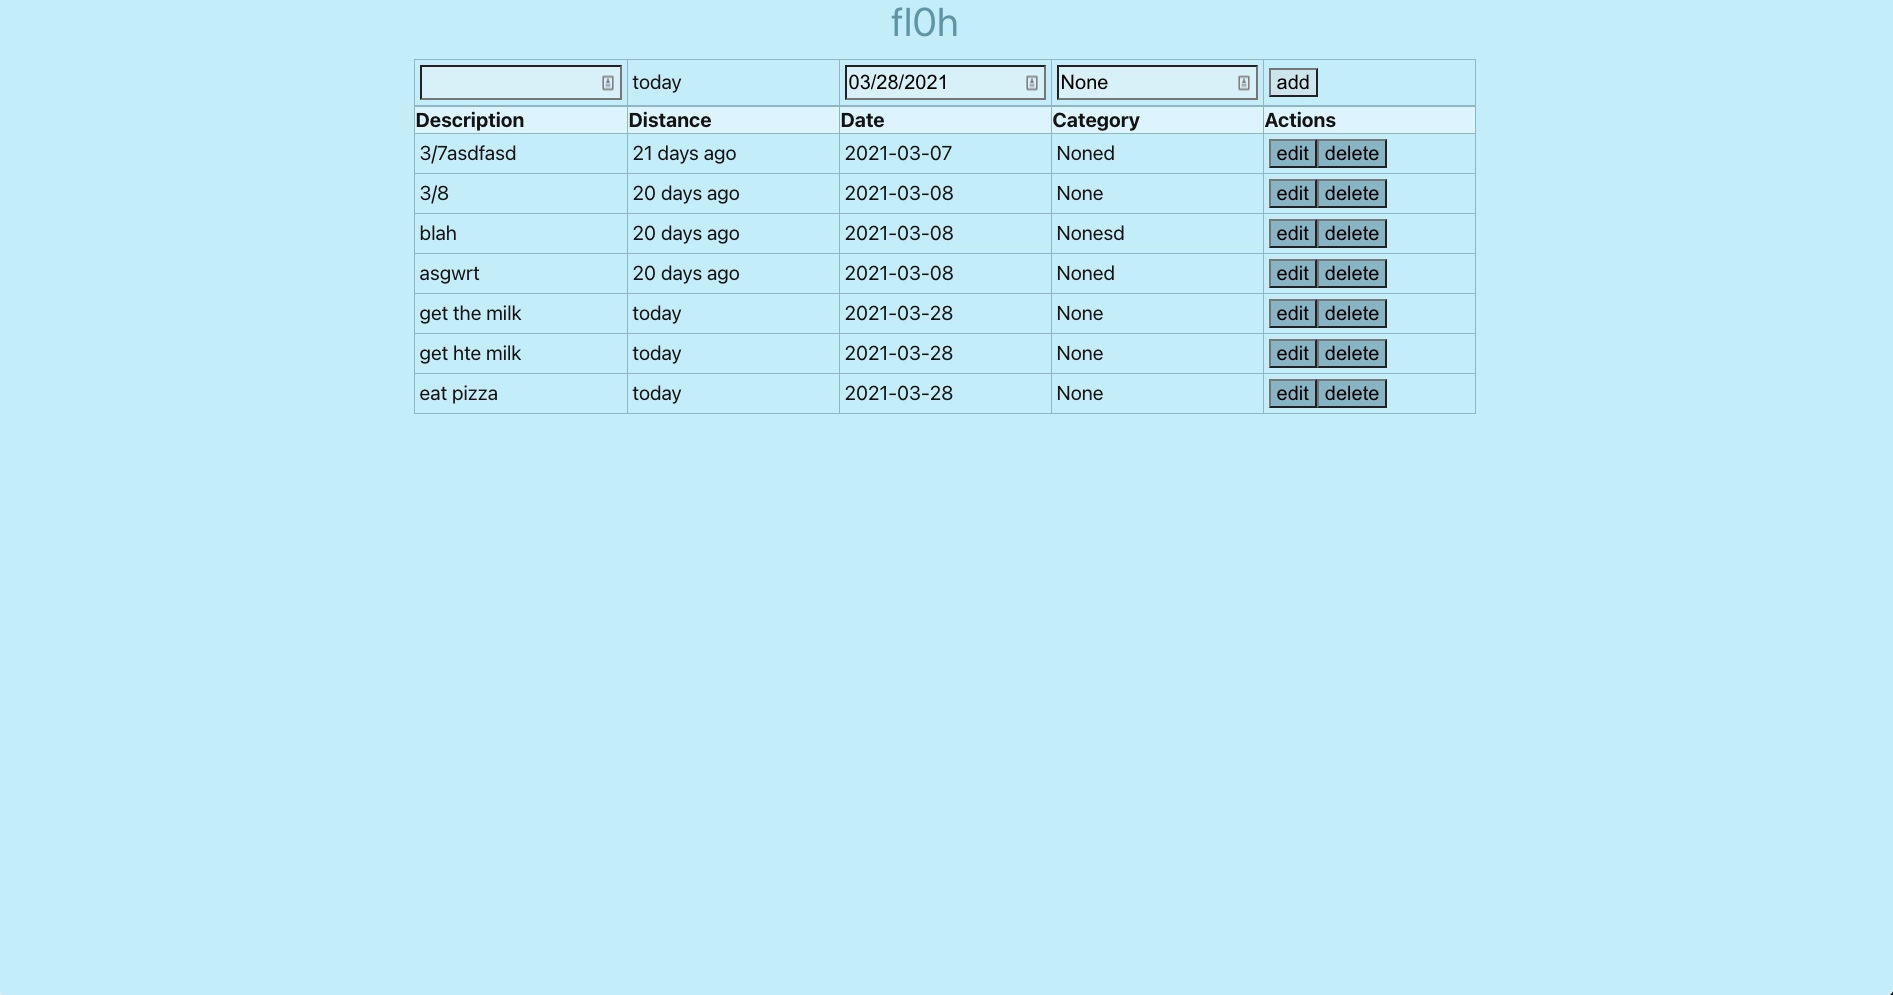 fl0h
today 03/28/2021 None add
Description Distance Date Category Actions
3/7asdfasd 21 days ago 2021-03-07 Noned edit delete
3/8 20 days ago 2021-03-08 None edit delete
blah 20 days ago 2021-03-08 Nonesd edit delete
asgwrt 20 days ago 2021-03-08 Noned edit delete
get the milk today 2021-03-28 None edit delete
get hte milk today 2021-03-28 None edit delete
eat pizza today 2021-03-28 None edit delete